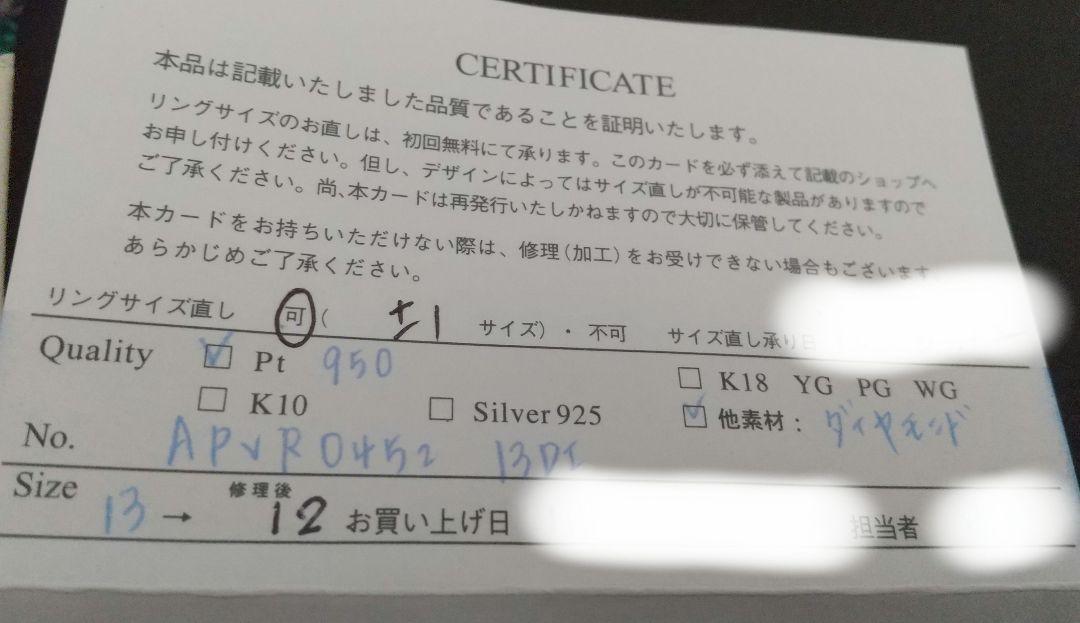 CERTIFICATE
本品は記載いたしました品質であることを証明いたします。
リングサイズのお直しは、初回無料にて承ります。このカードを必ず添えて記載のショップへ
お申し付けください。但し、デザインによってはサイズ直しが不可能な製品がありますので
ご了承ください。尚、本カードは再発行いたしかねますので大切に保管してください。
本カードをお持ちいただけない際は、修理(加工)をお受けできない場合もございます
あらかじめご了承ください。
リングサイズ直し 可 ( ±1 サイズ)・不可 サイズ直し承り日
Quality ☑ Pt 950 □ K18 YG PG WG
□ K10 □ Silver925 ☑ 他素材:ダイヤモンド
No. APVR0452 13DI
Size 13 → 修理後 12 お買い上げ日 担当者